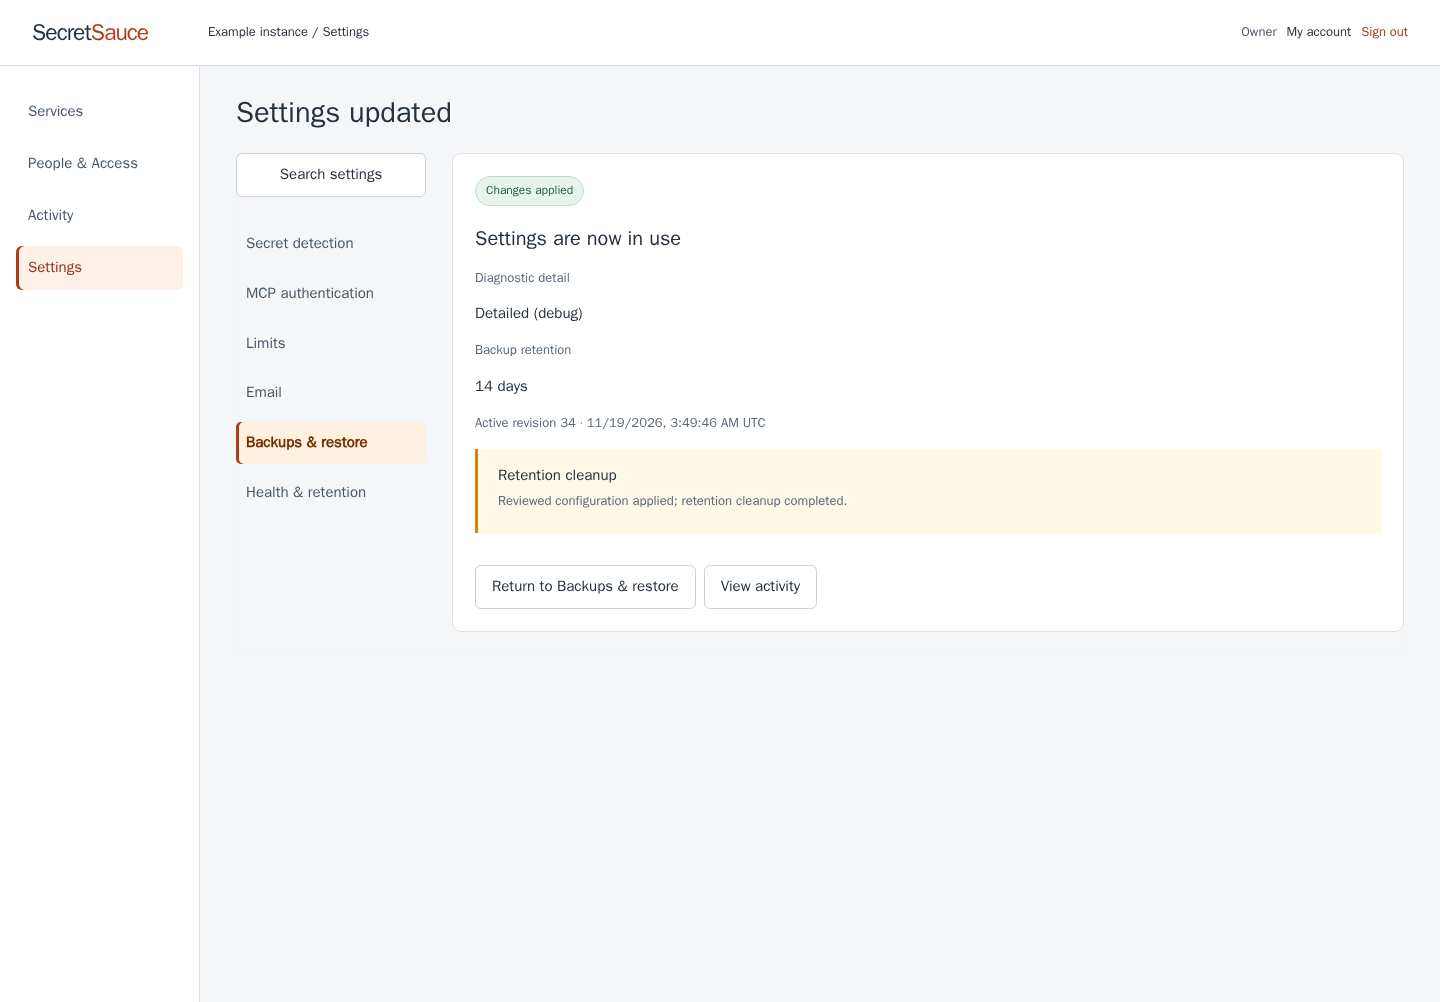 SecretSauce
Example instance / Settings
Owner My account Sign out
Services
People & Access
Activity
Settings
Settings updated
Search settings
Secret detection
MCP authentication
Limits
Email
Backups & restore
Health & retention
Changes applied
Settings are now in use
Diagnostic detail
Detailed (debug)
Backup retention
14 days
Active revision 34 · 11/19/2026, 3:49:46 AM UTC
Retention cleanup
Reviewed configuration applied; retention cleanup completed.
Return to Backups & restore
View activity